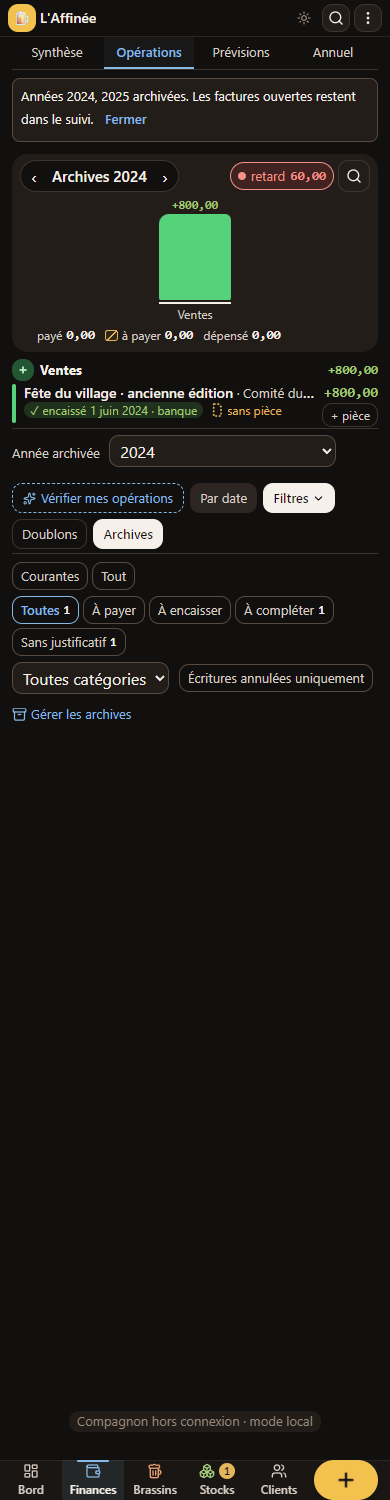 L'Affinée
Synthèse Opérations Prévisions Annuel
Années 2024, 2025 archivées. Les factures ouvertes restent
dans le suivi. Fermer
‹ Archives 2024 › retard 60,00
+800,00
Ventes
payé 0,00 à payer 0,00 dépensé 0,00
+ Ventes +800,00
Fête du village · ancienne édition · Comité du... +800,00
✓ encaissé 1 juin 2024 · banque sans pièce + pièce
Année archivée 2024
Vérifier mes opérations Par date Filtres
Doublons Archives
Courantes Tout
Toutes 1 À payer À encaisser À compléter 1
Sans justificatif 1
Toutes catégories Écritures annulées uniquement
Gérer les archives
Compagnon hors connexion · mode local
1
Bord Finances Brassins Stocks Clients +